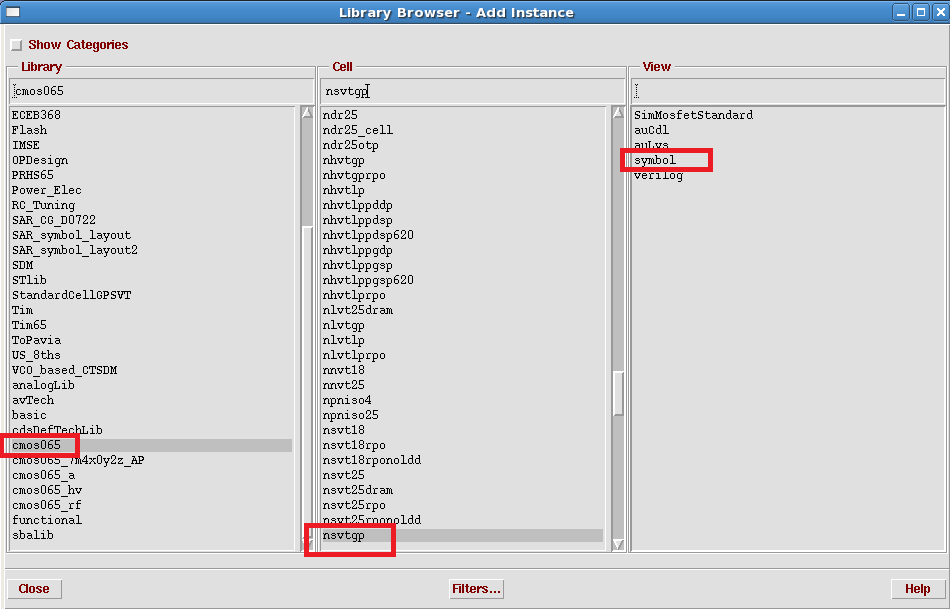 Library Browser - Add Instance
Show Categories
Library
cmos065
ECEB368
Flash
IMSE
OPDesign
PRHS65
Power_Elec
RC_Tuning
SAR_CG_D0722
SAR_symbol_layout
SAR_symbol_layout2
SDM
STlib
StandardCellGPSVT
Tim
Tim65
ToPavia
US_8ths
VCO_based_CTSDM
analogLib
avTech
basic
cdsDefTechLib
cmos065
cmos065_7m4x0y2z_AP
cmos065_a
cmos065_hv
cmos065_rf
functional
sbalib
Cell
nsvtgp
ndr25
ndr25_cell
ndr25otp
nhvtgp
nhvtgprpo
nhvtlp
nhvtlppdp
nhvtlppdsp
nhvtlppdsp620
nhvtlppgdp
nhvtlppgsp
nhvtlppgsp620
nhvtlprpo
nlvt25dram
nlvtgp
nlvtlp
nlvtlprpo
nnvt18
nnvt25
npniso4
npniso25
nsvt18
nsvt18rpo
nsvt18rponoldd
nsvt25
nsvt25dram
nsvt25rpo
nsvt25rponoldd
nsvtgp
View
SimMosfetStandard
auCdl
auLvs
symbol
verilog
Close
Filters...
Help